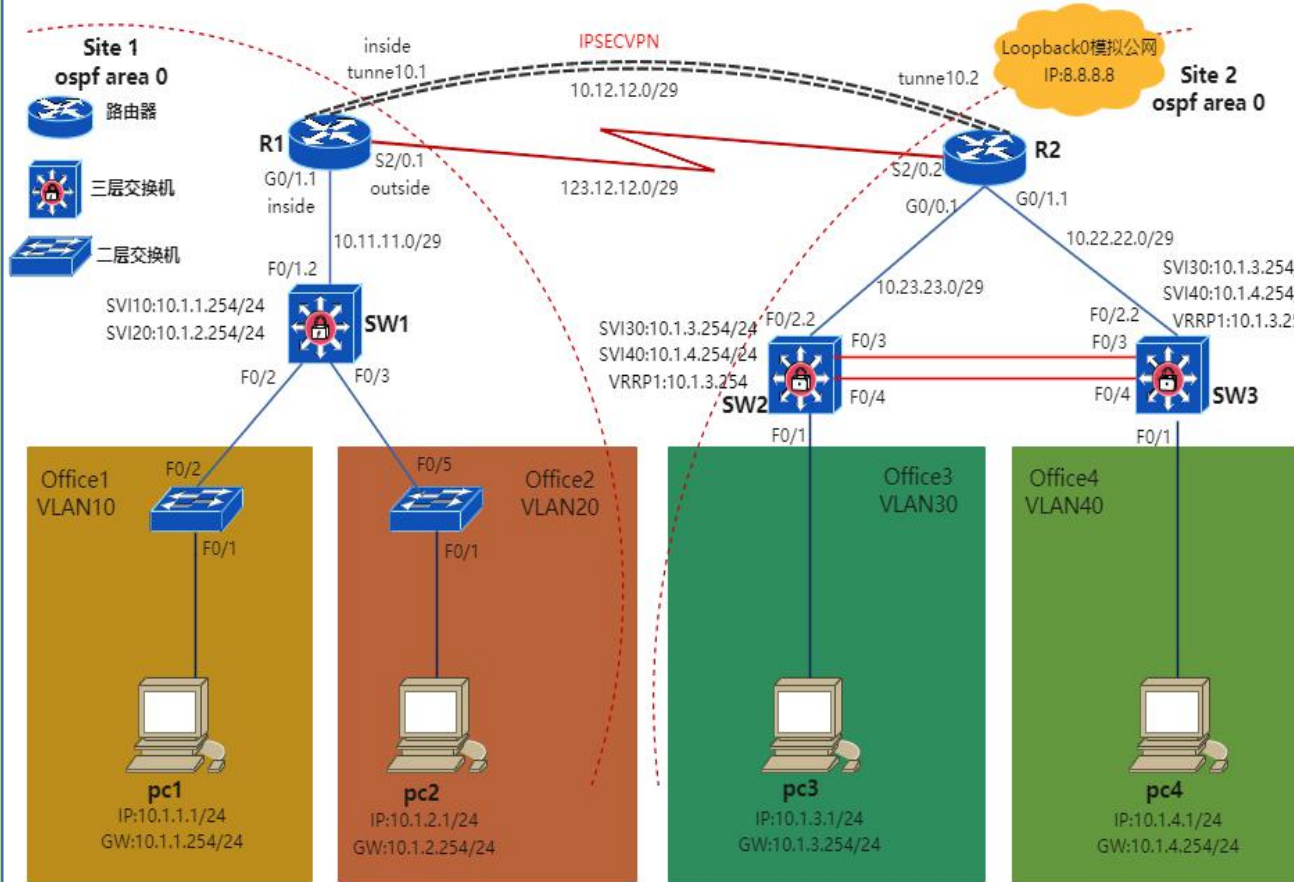 Site 1
ospf area 0
路由器
三层交换机
二层交换机
inside
tunne10.1
IPSECVPN
10.12.12.0/29
tunne10.2
Loopback0模拟公网
IP:8.8.8.8
Site 2
ospf area 0
R1
S2/0.1
outside
G0/1.1
inside
123.12.12.0/29
R2
S2/0.2
G0/0.1
G0/1.1
10.11.11.0/29
F0/1.2
SVI10:10.1.1.254/24
SVI20:10.1.2.254/24
SW1
F0/2
F0/3
10.22.22.0/29
10.23.23.0/29
SVI30:10.1.3.254
SVI40:10.1.4.254
VRRP1:10.1.3.25
SVI30:10.1.3.254/24
SVI40:10.1.4.254/24
VRRP1:10.1.3.254
F0/2.2
F0/3
F0/4
SW2
F0/1
F0/2.2
F0/3
F0/4
SW3
F0/1
Office1
VLAN10
F0/2
F0/1
pc1
IP:10.1.1.1/24
GW:10.1.1.254/24
Office2
VLAN20
F0/5
F0/1
pc2
IP:10.1.2.1/24
GW:10.1.2.254/24
Office3
VLAN30
pc3
IP:10.1.3.1/24
GW:10.1.3.254/24
Office4
VLAN40
pc4
IP:10.1.4.1/24
GW:10.1.4.254/24